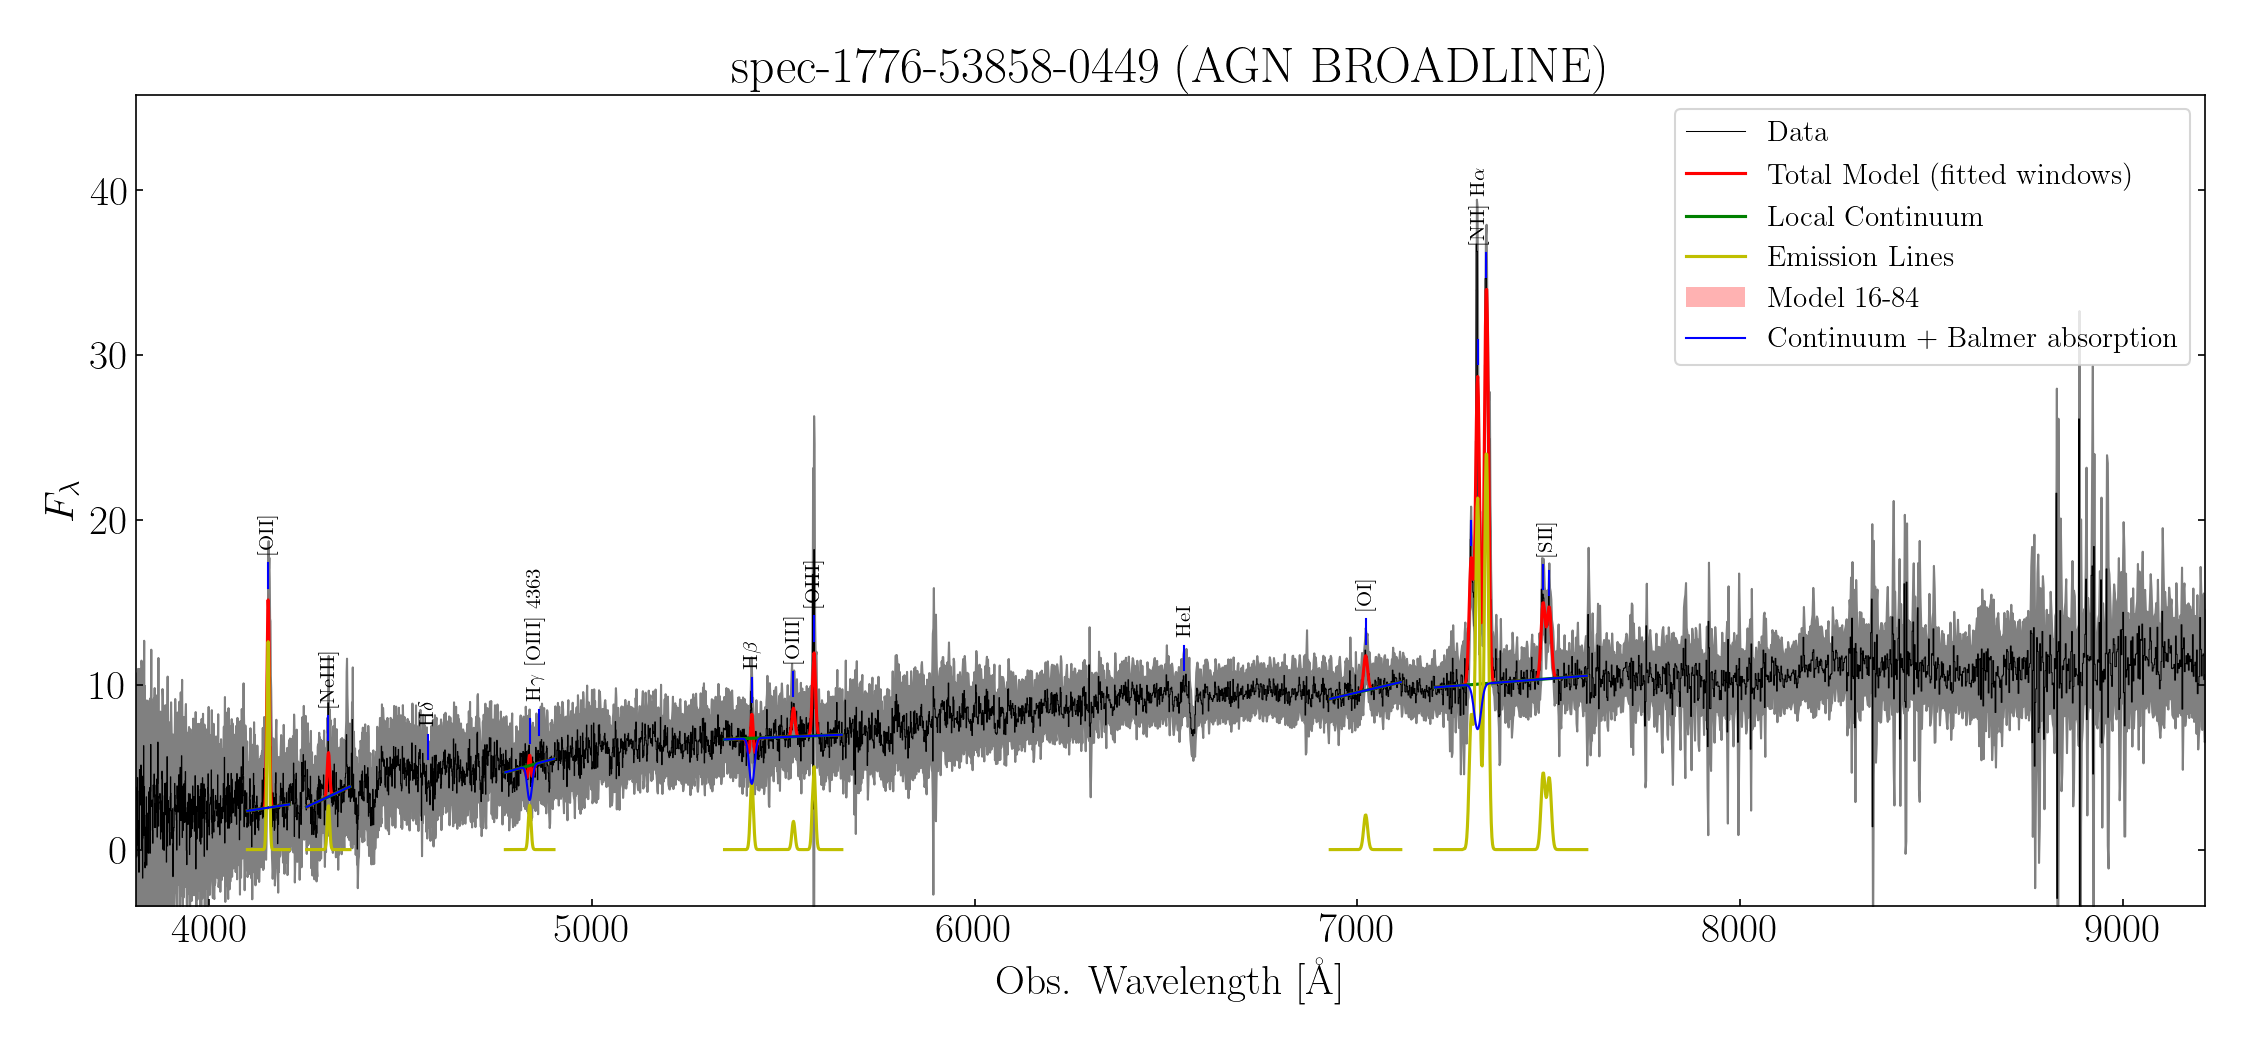 spec-1776-53858-0449 (AGN BROADLINE)
Data
Total Model (fitted windows)
Local Continuum
Emission Lines
Model 16-84
Continuum + Balmer absorption
[OII]
[NeIII]
Hδ
Hγ [OIII] 4363
Hβ
[OIII]
[OIII]
HeI
[OI]
[NII] Hα
[SII]
40
30
20
10
0
Fλ
4000
5000
6000
7000
8000
9000
Obs. Wavelength [Å]